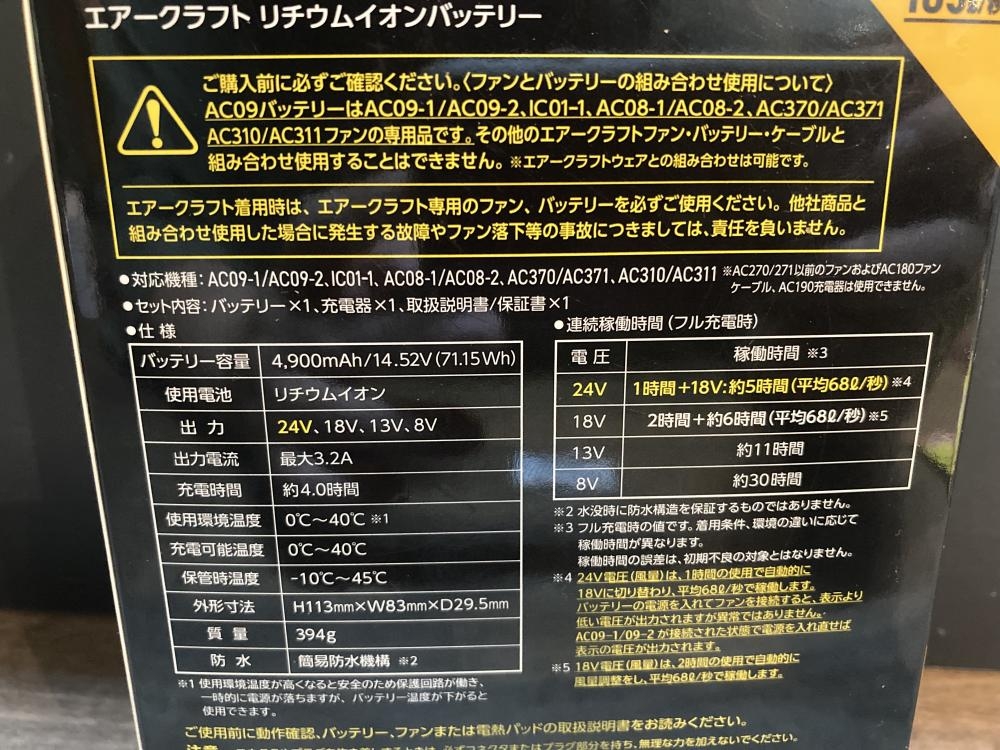 エアークラフト リチウムイオンバッテリー
ご購入前に必ずご確認ください。〈ファンとバッテリーの組み合わせ使用について〉
AC09バッテリーはAC09-1/AC09-2、IC01-1、AC08-1/AC08-2、AC370/AC371
AC310/AC311ファンの専用品です。その他のエアークラフトファン・バッテリー・ケーブルと
組み合わせ使用することはできません。※エアークラフトウェアとの組み合わせは可能です。
エアークラフト着用時は、エアークラフト専用のファン、バッテリーを必ずご使用ください。他社商品と
組み合わせ使用した場合に発生する故障やファン落下等の事故につきましては、責任を負いません。
●対応機種：AC09-1/AC09-2、IC01-1、AC08-1/AC08-2、AC370/AC371、AC310/AC311 ※AC270/271以前のファンおよびAC180ファン
ケーブル、AC190充電器は使用できません。
●セット内容：バッテリー×1、充電器×1、取扱説明書/保証書×1
●仕様
バッテリー容量 4,900mAh/14.52V(71.15Wh)
使用電池 リチウムイオン
出力 24V、18V、13V、8V
出力電流 最大3.2A
充電時間 約4.0時間
使用環境温度 0℃～40℃ ※1
充電可能温度 0℃～40℃
保管時温度 -10℃～45℃
外形寸法 H113mm×W83mm×D29.5mm
質量 394g
防水 簡易防水機構 ※2
※1 使用環境温度が高くなると安全のため保護回路が働き、
一時的に電源が落ちますが、バッテリー温度が下がると
使用できます。
●連続稼働時間（フル充電時）
電圧 稼働時間 ※3
24V 1時間＋18V：約5時間(平均68ℓ/秒)※4
18V 2時間＋約6時間(平均68ℓ/秒)※5
13V 約11時間
8V 約30時間
※2 水没時に防水構造を保証するものではありません。
※3 フル充電時の値です。着用条件、環境の違いに応じて
稼働時間が異なります。
稼働時間の誤差は、初期不良の対象とはなりません。
※4 24V電圧(風量)は、1時間の使用で自動的に
18Vに切り替わり、平均68ℓ/秒で稼働します。
バッテリーの電源を入れてファンを接続すると、表示より
低い電圧が出力されますが異常ではありません。
AC09-1/09-2が接続された状態で電源を入れ直せば
表示の電圧が出力されます。
※5 18V電圧(風量)は、2時間の使用で自動的に
風量調整をし、平均68ℓ/秒で稼働します。
ご使用前に動作確認、バッテリー、ファンまたは電熱パッドの取扱説明書をお読みください。
注意
必ずコネクタまたはプラグ部分を持ち、無理な力を加えないでください。